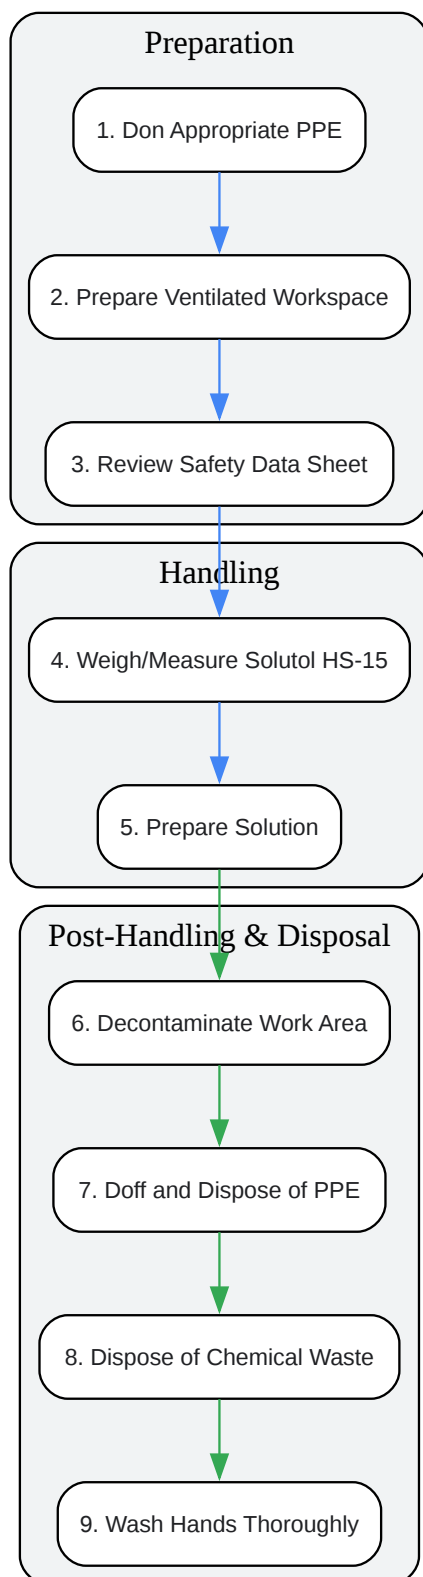 Preparation
1. Don Appropriate PPE
2. Prepare Ventilated Workspace
3. Review Safety Data Sheet
Handling
4. Weigh/Measure Solutol HS-15
5. Prepare Solution
Post-Handling & Disposal
6. Decontaminate Work Area
7. Doff and Dispose of PPE
8. Dispose of Chemical Waste
9. Wash Hands Thoroughly